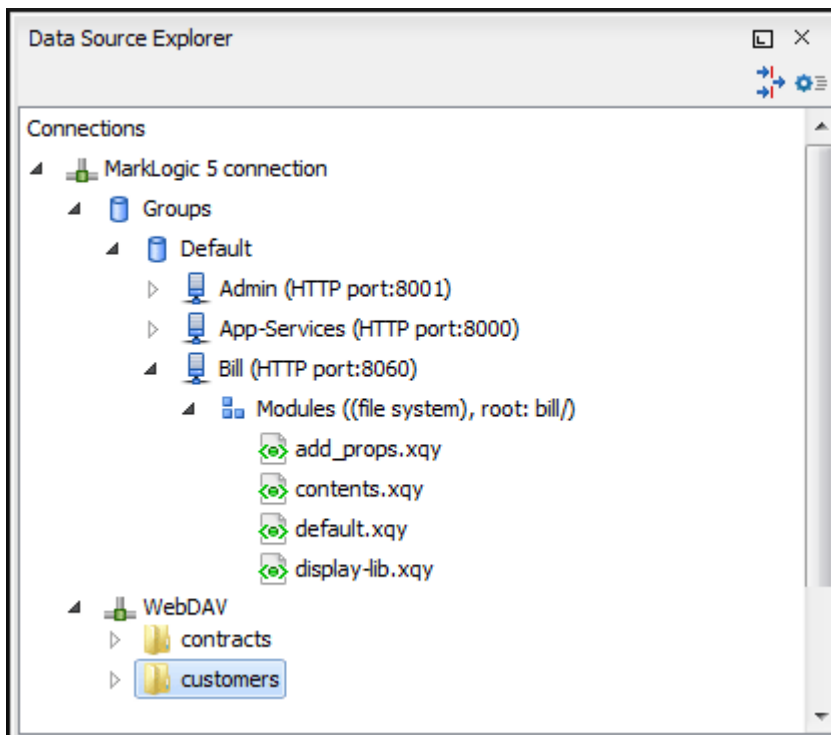 Data Source Explorer
Connections
MarkLogic 5 connection
Groups
Default
Admin (HTTP port:8001)
App-Services (HTTP port:8000)
Bill (HTTP port:8060)
Modules ((file system), root: bill/)
add_props.xqy
contents.xqy
default.xqy
display-lib.xqy
WebDAV
contracts
customers